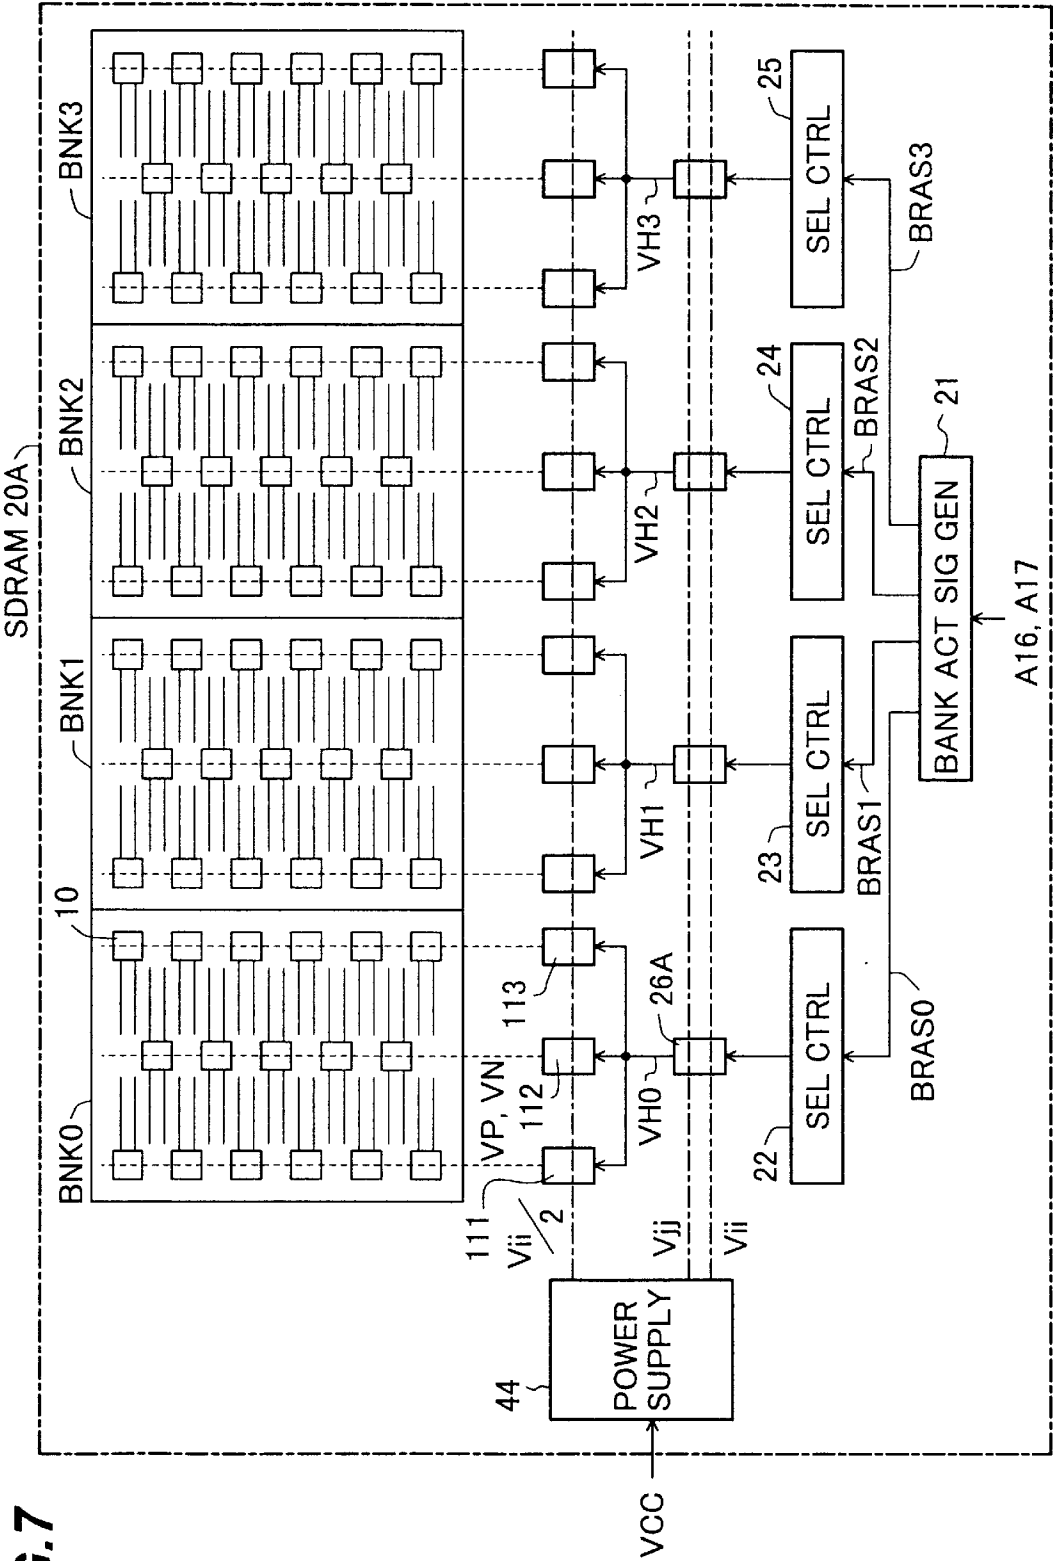 G.7
SDRAM 20A
BNK0
BNK1
BNK2
BNK3
10
111
112
113
VP, VN
Vii
2
VH0
VH1
VH2
VH3
26A
44
POWER
SUPPLY
VCC
Vjj
Vii
22
SEL CTRL
23
SEL CTRL
24
SEL CTRL
25
SEL CTRL
BRAS0
BRAS1
BRAS2
BRAS3
21
BANK ACT SIG GEN
A16, A17